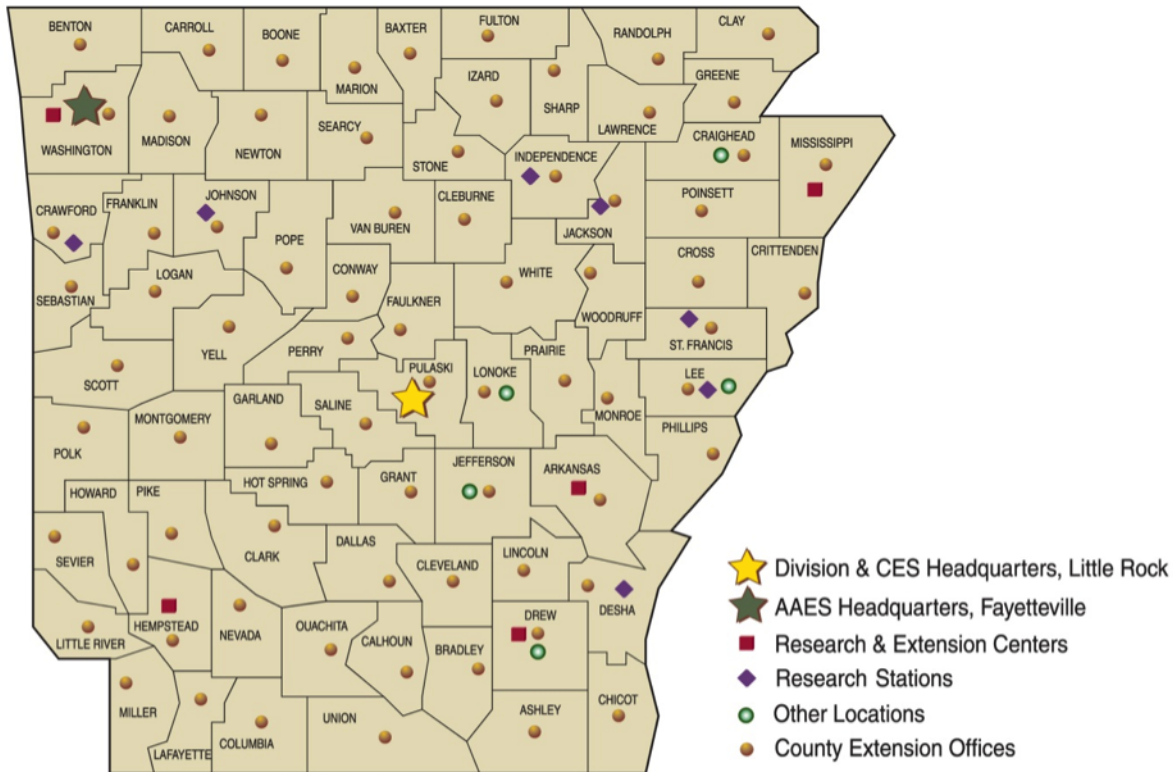 BENTON
CARROLL
BOONE
BAXTER
FULTON
RANDOLPH
CLAY
MARION
IZARD
SHARP
GREENE
WASHINGTON
MADISON
NEWTON
SEARCY
STONE
INDEPENDENCE
LAWRENCE
CRAIGHEAD
MISSISSIPPI
CRAWFORD
FRANKLIN
JOHNSON
POPE
VAN BUREN
CLEBURNE
JACKSON
POINSETT
SEBASTIAN
LOGAN
CONWAY
FAULKNER
WHITE
WOODRUFF
CROSS
CRITTENDEN
SCOTT
YELL
PERRY
PULASKI
LONOKE
PRAIRIE
ST. FRANCIS
LEE
POLK
MONTGOMERY
GARLAND
SALINE
MONROE
PHILLIPS
HOWARD
PIKE
HOT SPRING
GRANT
JEFFERSON
ARKANSAS
SEVIER
CLARK
DALLAS
CLEVELAND
LINCOLN
DESHA
LITTLE RIVER
HEMPSTEAD
NEVADA
OUACHITA
CALHOUN
BRADLEY
DREW
MILLER
LAFAYETTE
COLUMBIA
UNION
ASHLEY
CHICOT
Division & CES Headquarters, Little Rock
AAES Headquarters, Fayetteville
Research & Extension Centers
Research Stations
Other Locations
County Extension Offices